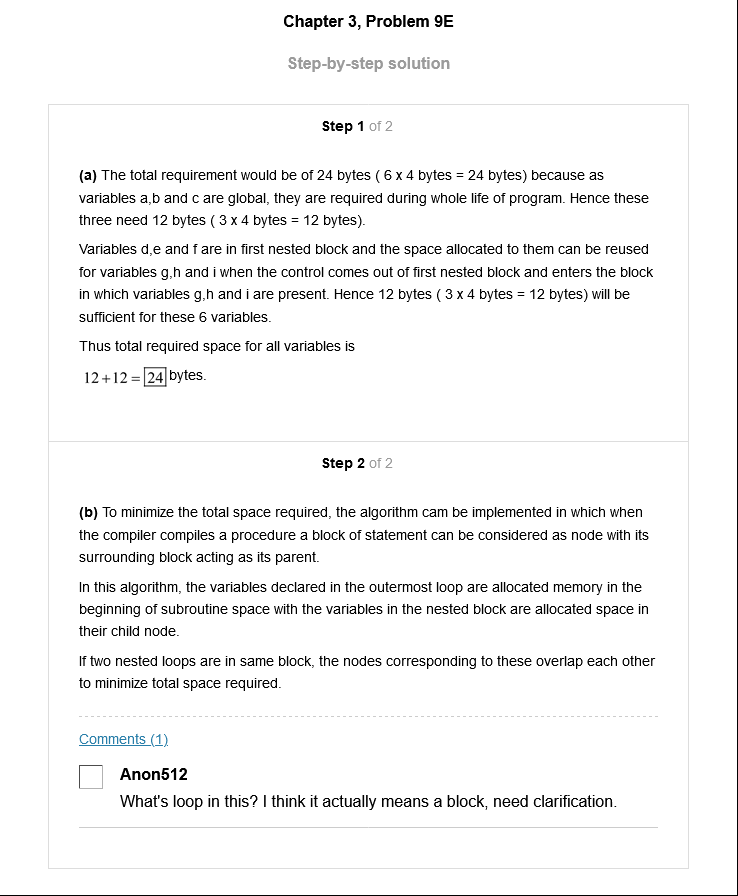 Chapter 3, Problem 9E
Step-by-step solution
Step 1 of 2
(a) The total requirement would be of 24 bytes ( 6 x 4 bytes = 24 bytes) because as
variables a,b and c are global, they are required during whole life of program. Hence these
three need 12 bytes ( 3 x 4 bytes = 12 bytes).
Variables d,e and f are in first nested block and the space allocated to them can be reused
for variables g,h and i when the control comes out of first nested block and enters the block
in which variables g,h and i are present. Hence 12 bytes ( 3 x 4 bytes = 12 bytes) will be
sufficient for these 6 variables.
Thus total required space for all variables is
12+12 = 24 bytes.
Step 2 of 2
(b) To minimize the total space required, the algorithm cam be implemented in which when
the compiler compiles a procedure a block of statement can be considered as node with its
surrounding block acting as its parent.
In this algorithm, the variables declared in the outermost loop are allocated memory in the
beginning of subroutine space with the variables in the nested block are allocated space in
their child node.
If two nested loops are in same block, the nodes corresponding to these overlap each other
to minimize total space required.
Comments (1)
Anon512
What's loop in this? I think it actually means a block, need clarification.